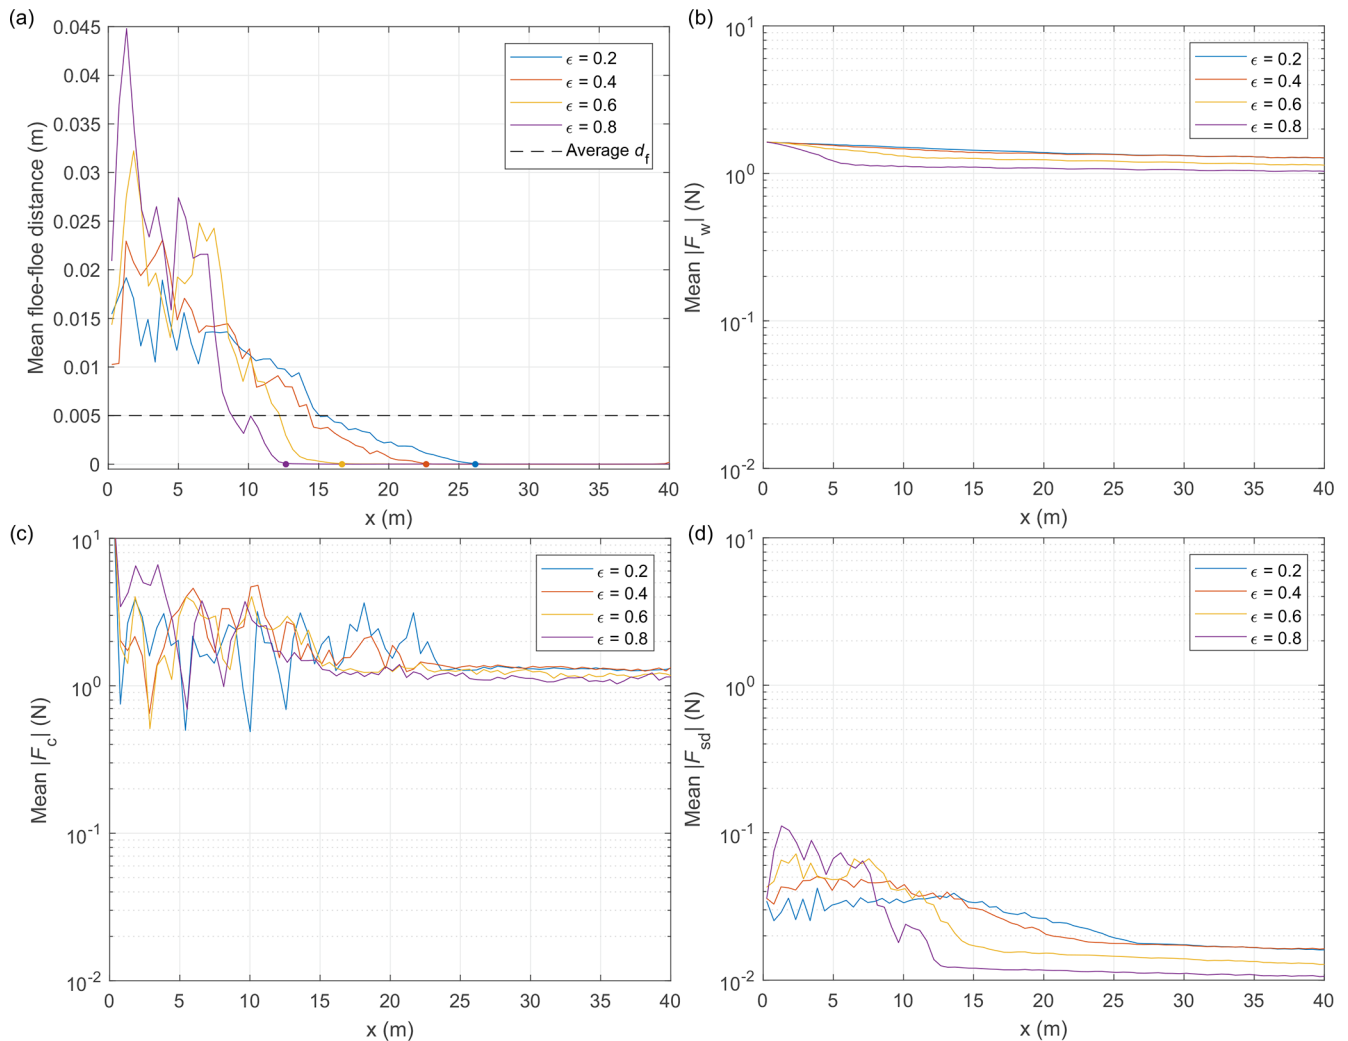 (a)
0.045
0.04
0.035
0.03
0.025
0.02
0.015
0.01
0.005
0
Mean floe-floe distance (m)
0 5 10 15 20 25 30 35 40
x (m)
ϵ = 0.2
ϵ = 0.4
ϵ = 0.6
ϵ = 0.8
Average d_f
(b)
10^1
10^0
10^-1
10^-2
Mean |F_w| (N)
0 5 10 15 20 25 30 35 40
x (m)
ϵ = 0.2
ϵ = 0.4
ϵ = 0.6
ϵ = 0.8
(c)
10^1
10^0
10^-1
10^-2
Mean |F_c| (N)
0 5 10 15 20 25 30 35 40
x (m)
ϵ = 0.2
ϵ = 0.4
ϵ = 0.6
ϵ = 0.8
(d)
10^1
10^0
10^-1
10^-2
Mean |F_sd| (N)
0 5 10 15 20 25 30 35 40
x (m)
ϵ = 0.2
ϵ = 0.4
ϵ = 0.6
ϵ = 0.8